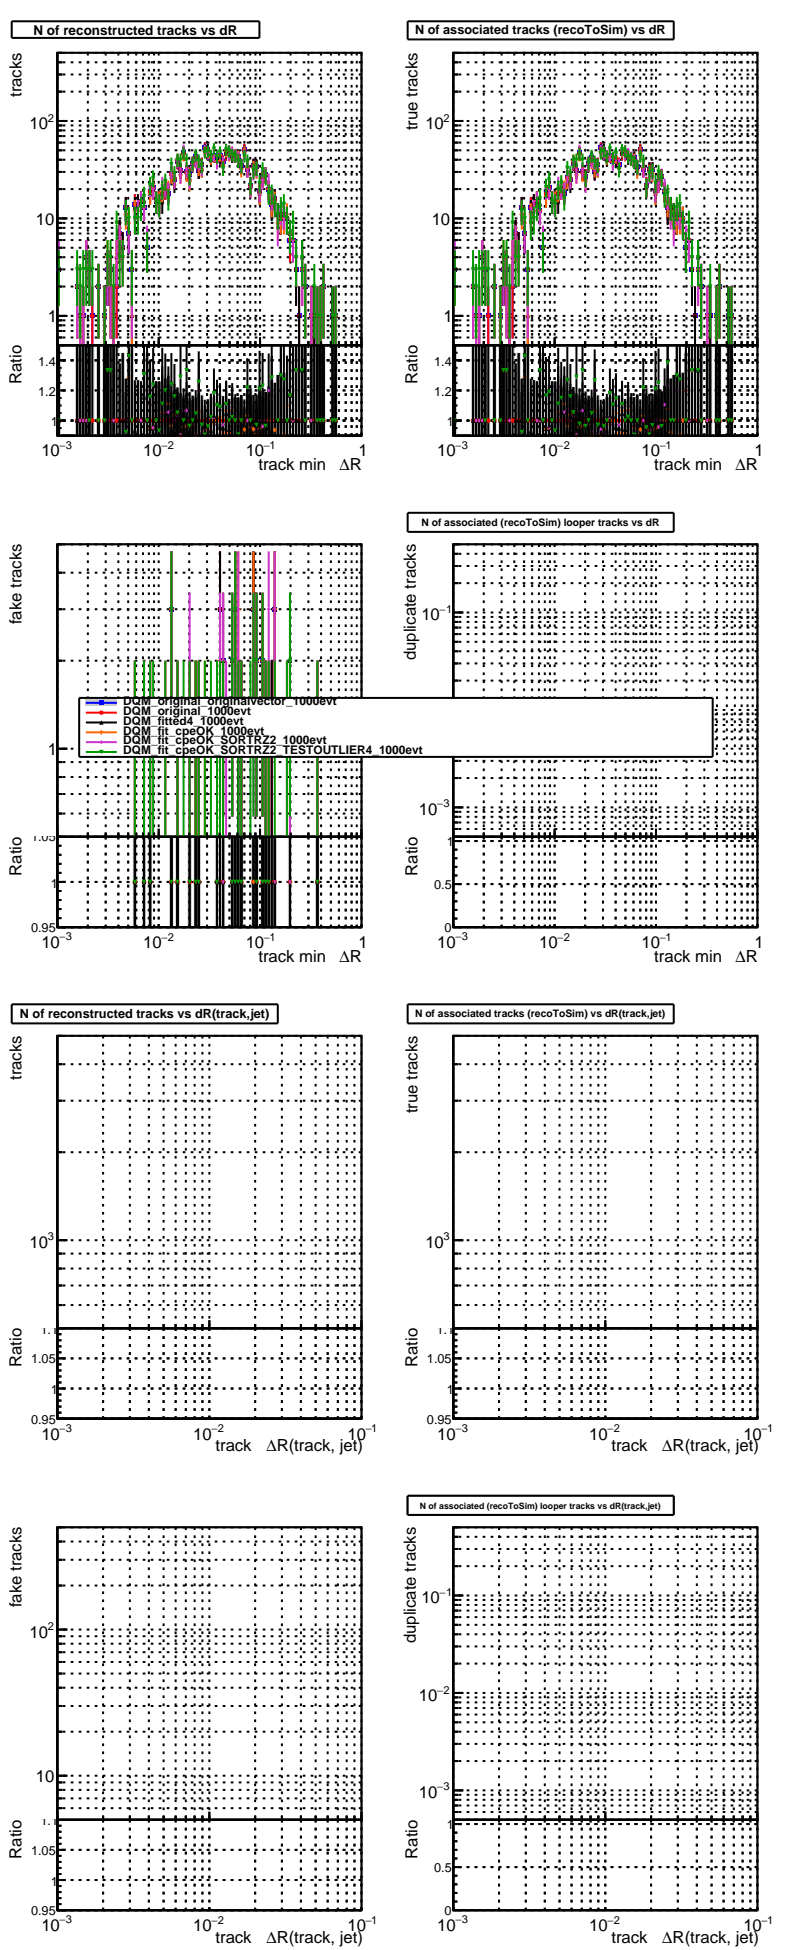 N of reconstructed tracks vs dR
N of associated tracks (recoToSim) vs dR
tracks
10²
10
1
Ratio
1.4
1.2
1
10⁻³ 10⁻² 10⁻¹ 1
track min ΔR
true tracks
10²
10
1
Ratio
1.4
1.2
1
10⁻³ 10⁻² 10⁻¹ 1
track min ΔR
N of associated (recoToSim) looper tracks vs dR
fake tracks
1
Ratio
1.05
1
0.95
10⁻³ 10⁻² 10⁻¹ 1
track min ΔR
duplicate tracks
10⁻¹
10⁻³
Ratio
1
0.5
0
10⁻³ 10⁻² 10⁻¹ 1
track min ΔR
DQM_original_originalvector_1000evt
DQM_original_1000evt
DQM_fitted4_1000evt
DQM_fit_cpeOK_1000evt
DQM_fit_cpeOK_SORTRZ2_1000evt
DQM_fit_cpeOK_SORTRZ2_TESTOUTLIER4_1000evt
N of reconstructed tracks vs dR(track,jet)
N of associated tracks (recoToSim) vs dR(track,jet)
tracks
10³
Ratio
1.1
1.05
1
0.95
10⁻³ 10⁻² 10⁻¹
track ΔR(track, jet)
true tracks
10³
Ratio
1.1
1.05
1
0.95
10⁻³ 10⁻² 10⁻¹
track ΔR(track, jet)
N of associated (recoToSim) looper tracks vs dR(track,jet)
fake tracks
10²
10
Ratio
1.1
1.05
1
0.95
10⁻³ 10⁻² 10⁻¹
track ΔR(track, jet)
duplicate tracks
10⁻¹
10⁻²
10⁻³
Ratio
1
0.5
0
10⁻³ 10⁻² 10⁻¹
track ΔR(track, jet)